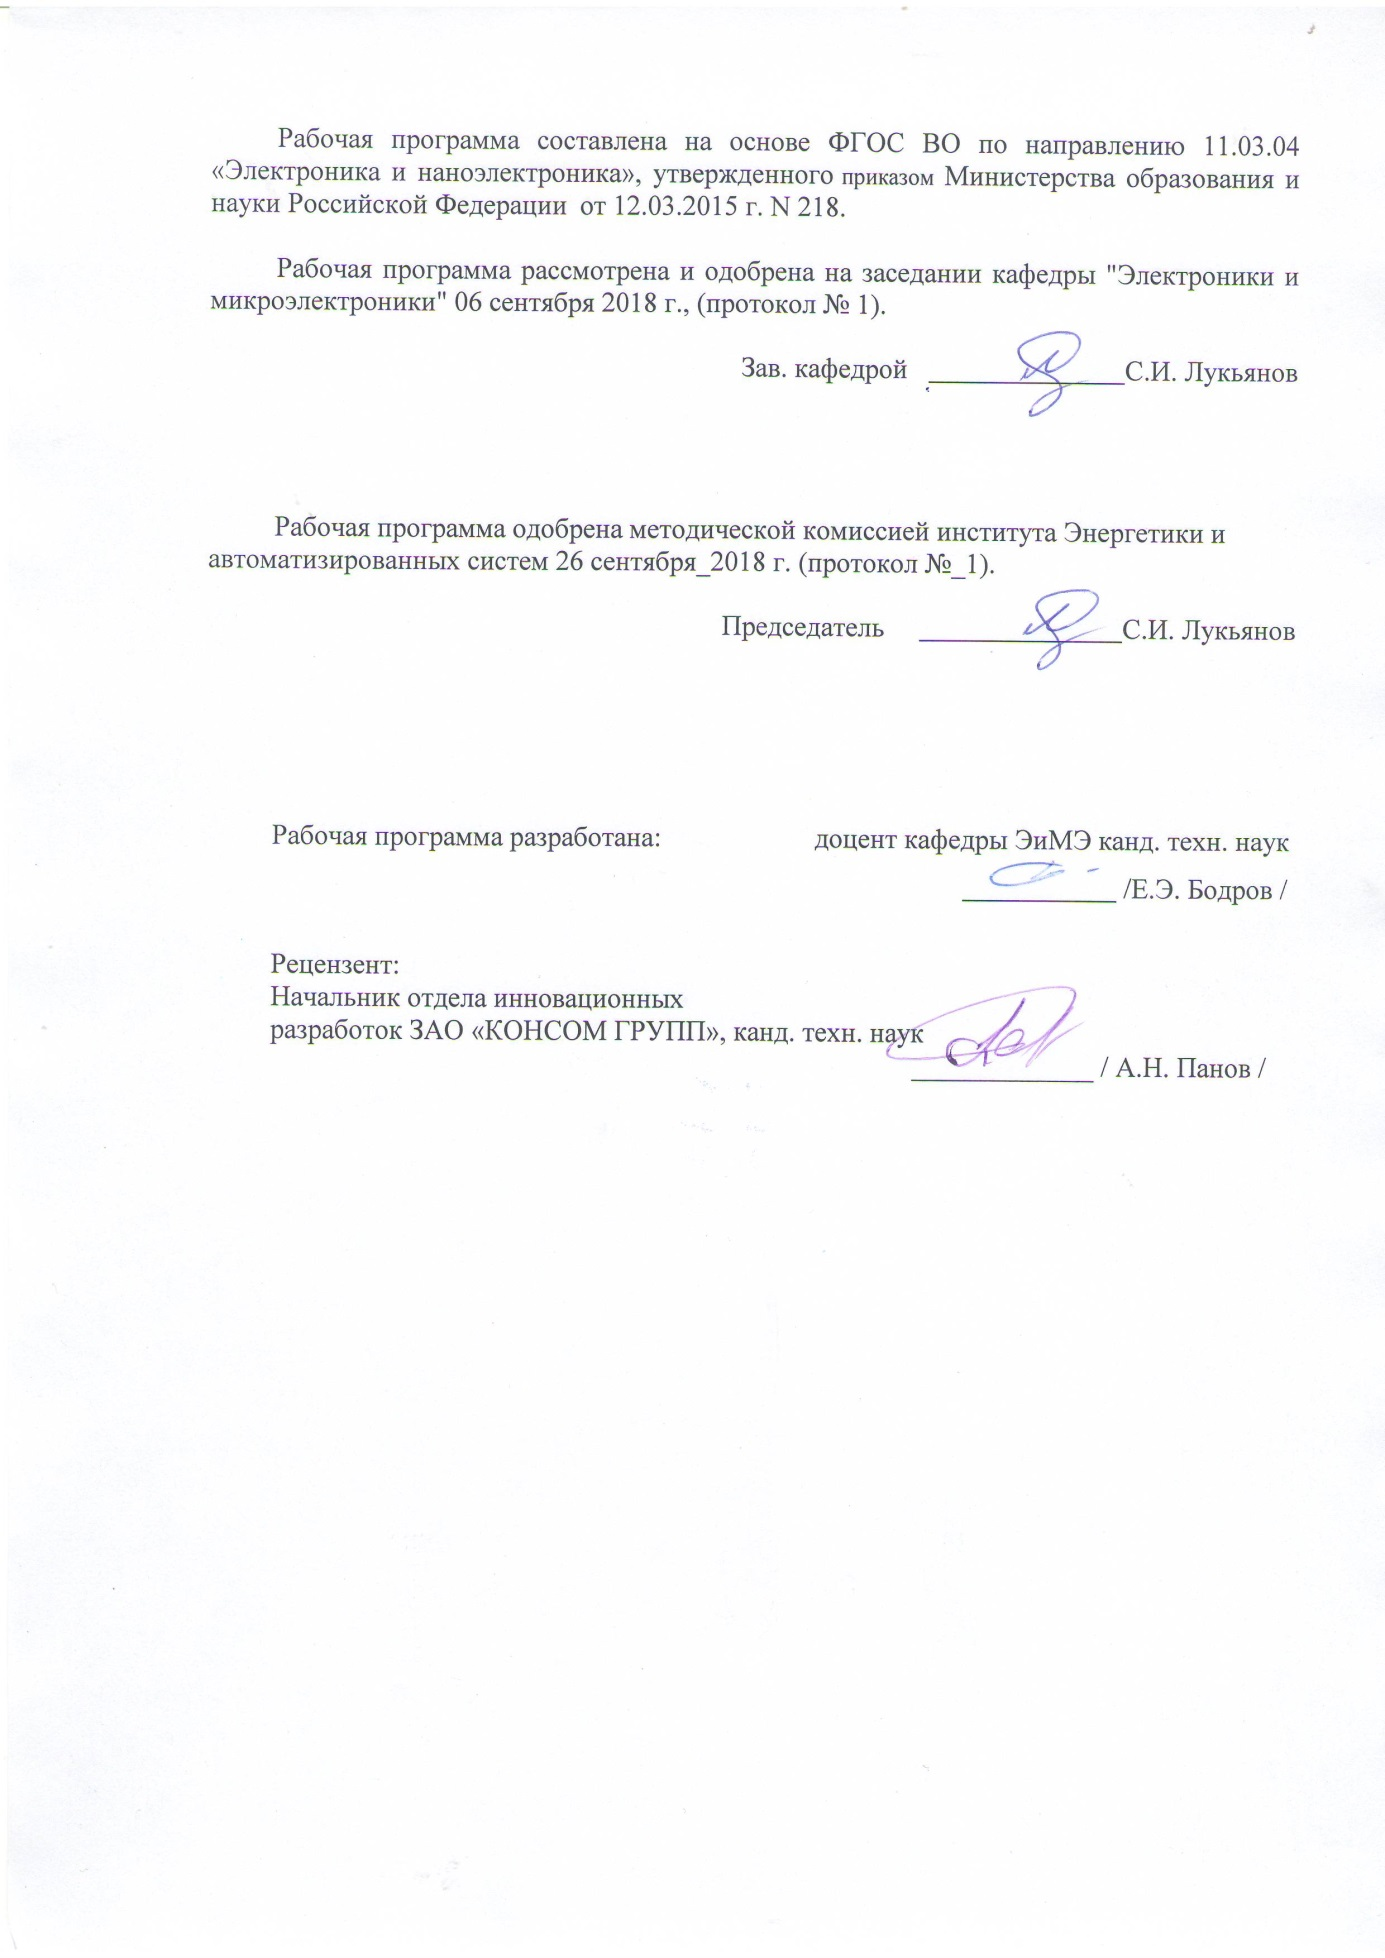 Рабочая программа составлена на основе ФГОС ВО по направлению 11.03.04
«Электроника и наноэлектроника», утвержденного приказом Министерства образования и
науки Российской Федерации от 12.03.2015 г. N 218.
Рабочая программа рассмотрена и одобрена на заседании кафедры "Электроники и
микроэлектроники" 06 сентября 2018 г., (протокол № 1).
Зав. кафедрой ______________С.И. Лукьянов
Рабочая программа одобрена методической комиссией института Энергетики и
автоматизированных систем 26 сентября_2018 г. (протокол №_1).
Председатель ______________С.И. Лукьянов
Рабочая программа разработана: доцент кафедры ЭиМЭ канд. техн. наук
___________ /Е.Э. Бодров /
Рецензент:
Начальник отдела инновационных
разработок ЗАО «КОНСОМ ГРУПП», канд. техн. наук
_____________ / А.Н. Панов /